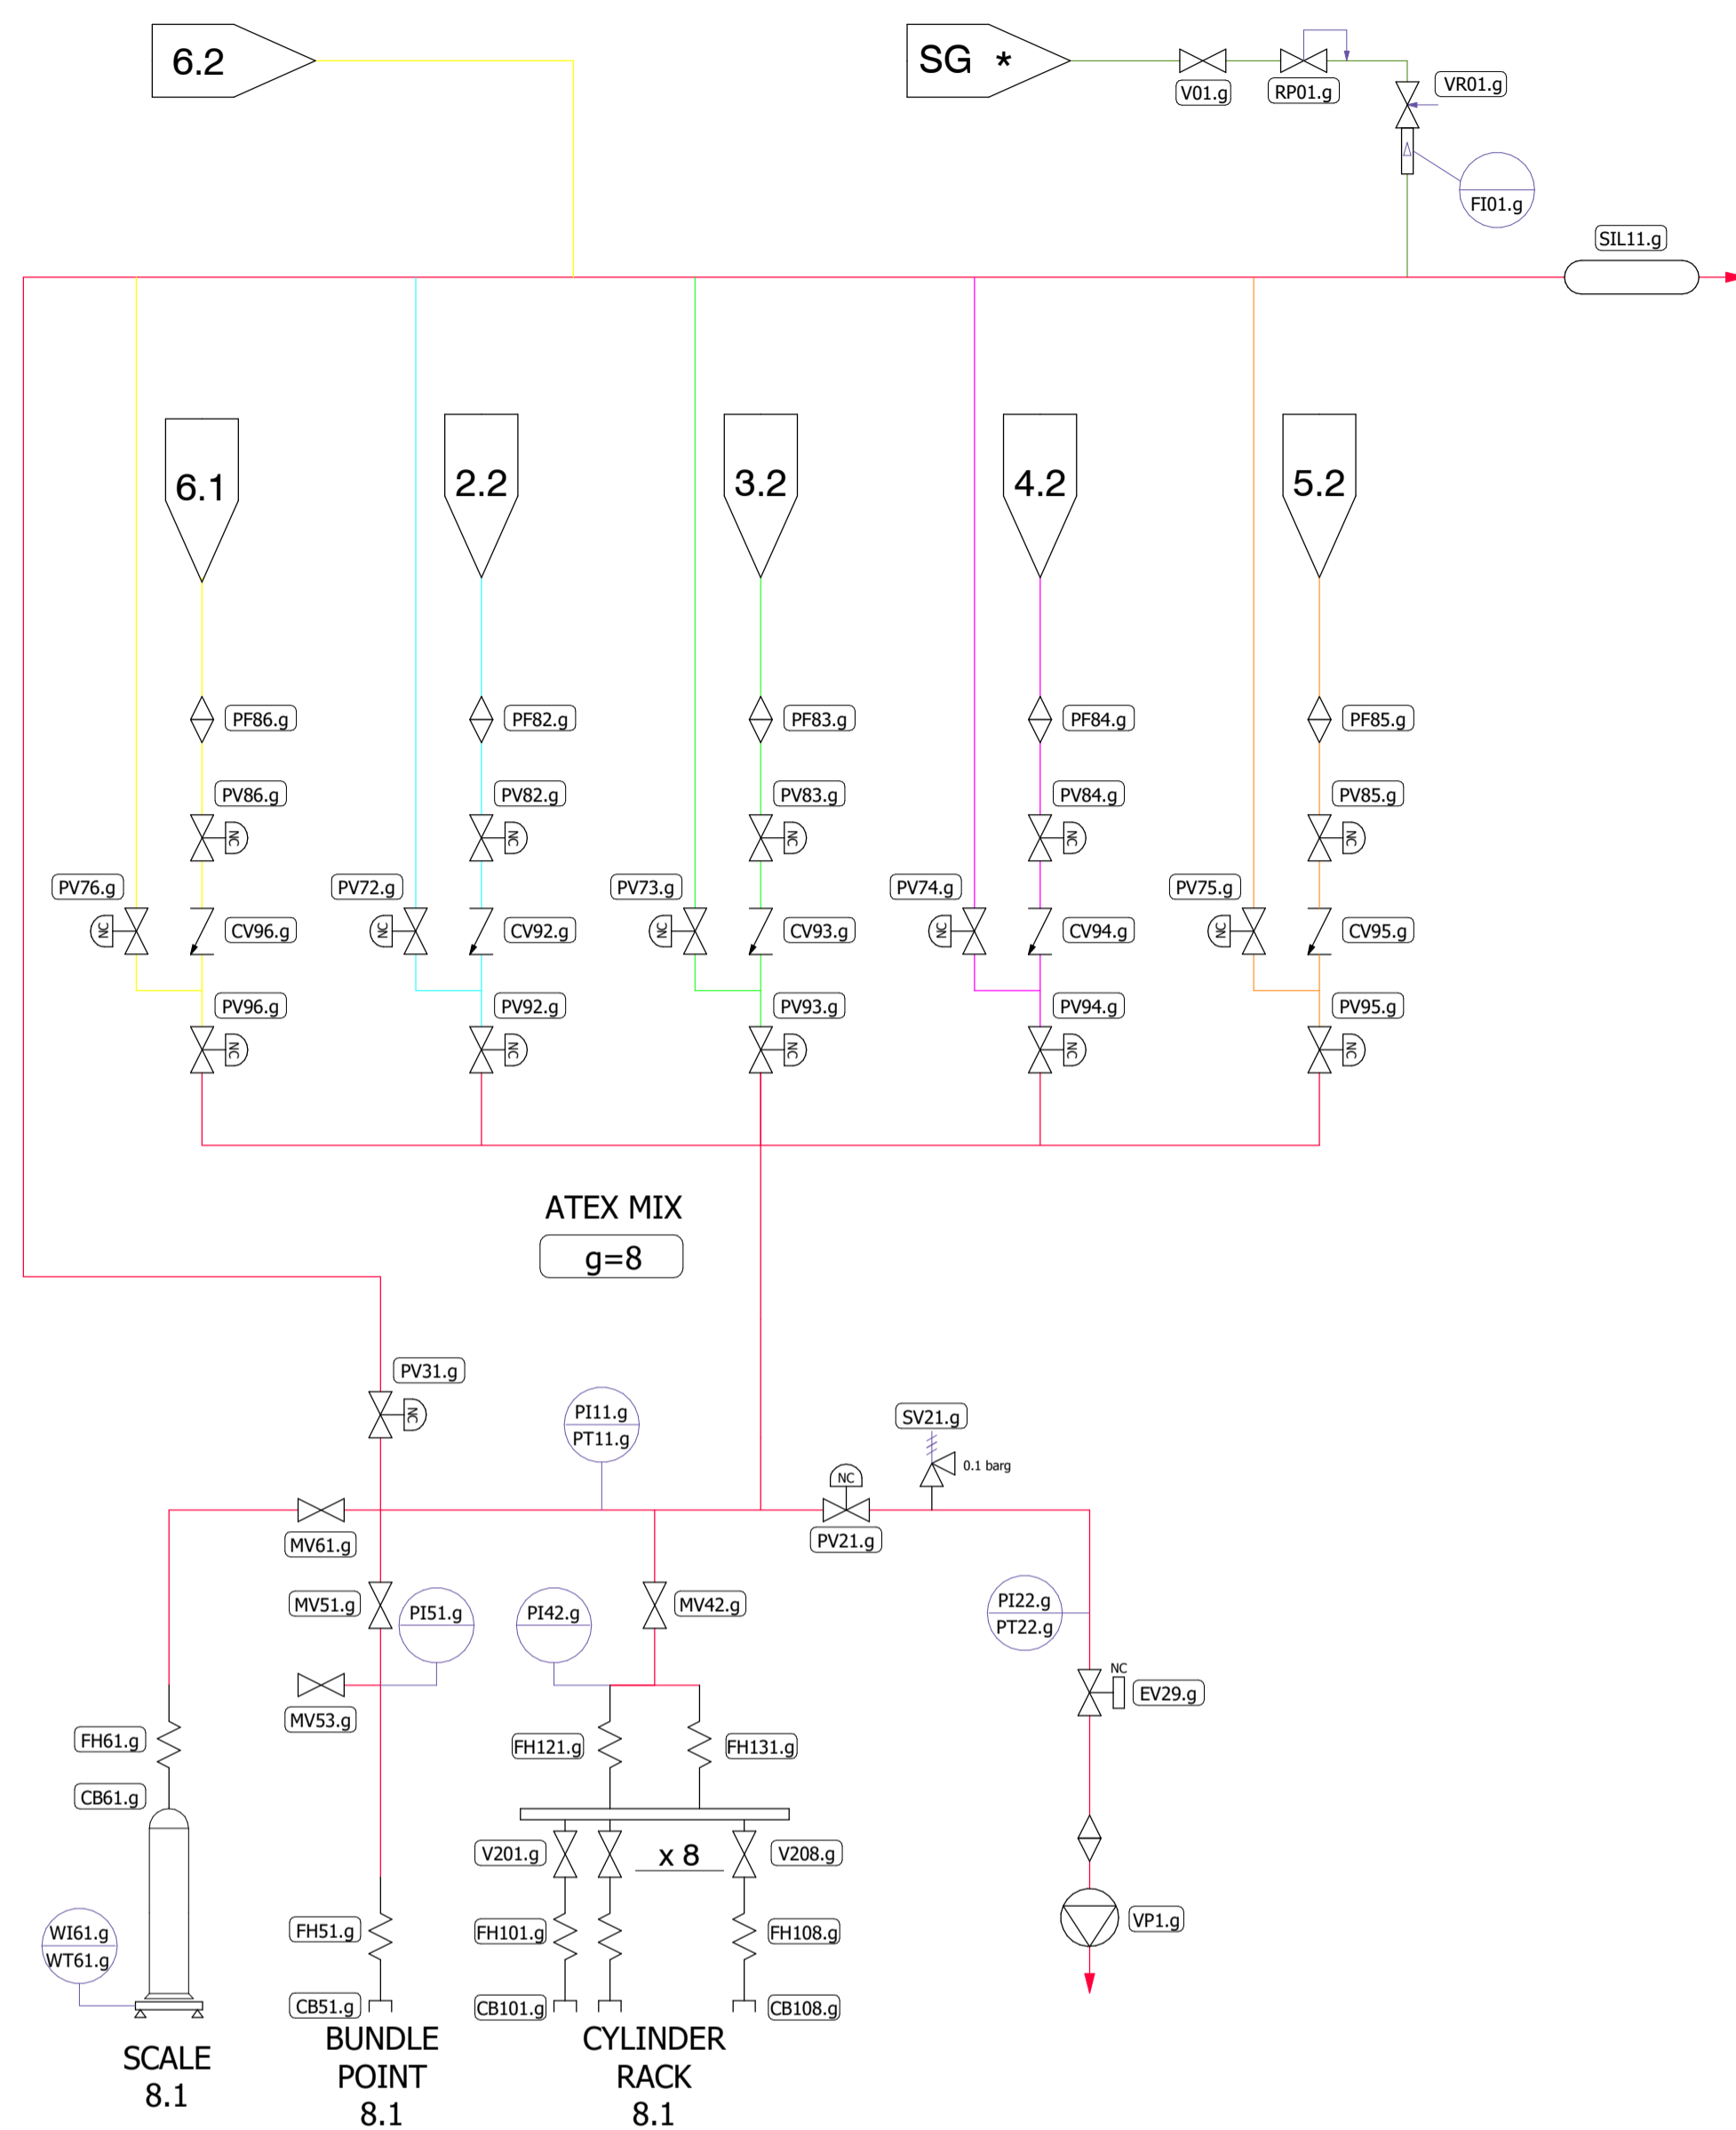 6.2
SG *
V01.g
RP01.g
VR01.g
FI01.g
SIL11.g
6.1
2.2
3.2
4.2
5.2
PF86.g
PF82.g
PF83.g
PF84.g
PF85.g
PV86.g
PV82.g
PV83.g
PV84.g
PV85.g
NC
NC
NC
NC
NC
PV76.g
PV72.g
PV73.g
PV74.g
PV75.g
NC
CV96.g
NC
CV92.g
NC
CV93.g
NC
CV94.g
NC
CV95.g
PV96.g
PV92.g
PV93.g
PV94.g
PV95.g
NC
NC
NC
NC
NC
ATEX MIX
g=8
PV31.g
NC
PI11.g
PT11.g
SV21.g
0.1 barg
NC
PV21.g
MV61.g
MV51.g
PI51.g
PI42.g
MV42.g
PI22.g
PT22.g
MV53.g
NC
EV29.g
FH61.g
FH121.g
FH131.g
CB61.g
V201.g
x 8
V208.g
WI61.g
WT61.g
FH51.g
FH101.g
FH108.g
VP1.g
CB51.g
CB101.g
CB108.g
SCALE
8.1
BUNDLE
POINT
8.1
CYLINDER
RACK
8.1